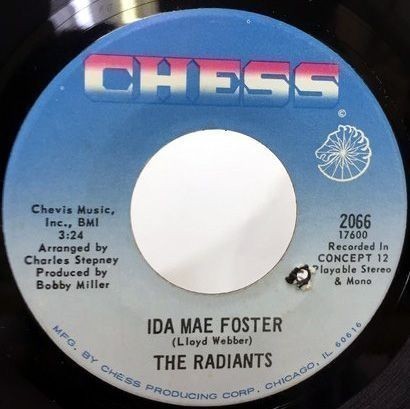 CHESS
©
Chevis Music,
Inc., BMI
3:24
Arranged by
Charles Stepney
Produced by
Bobby Miller
2066
17600
Recorded In
CONCEPT 12
Playable Stereo
& Mono
IDA MAE FOSTER
(Lloyd Webber)
THE RADIANTS
MFG. BY CHESS PRODUCING CORP. CHICAGO, IL 60616